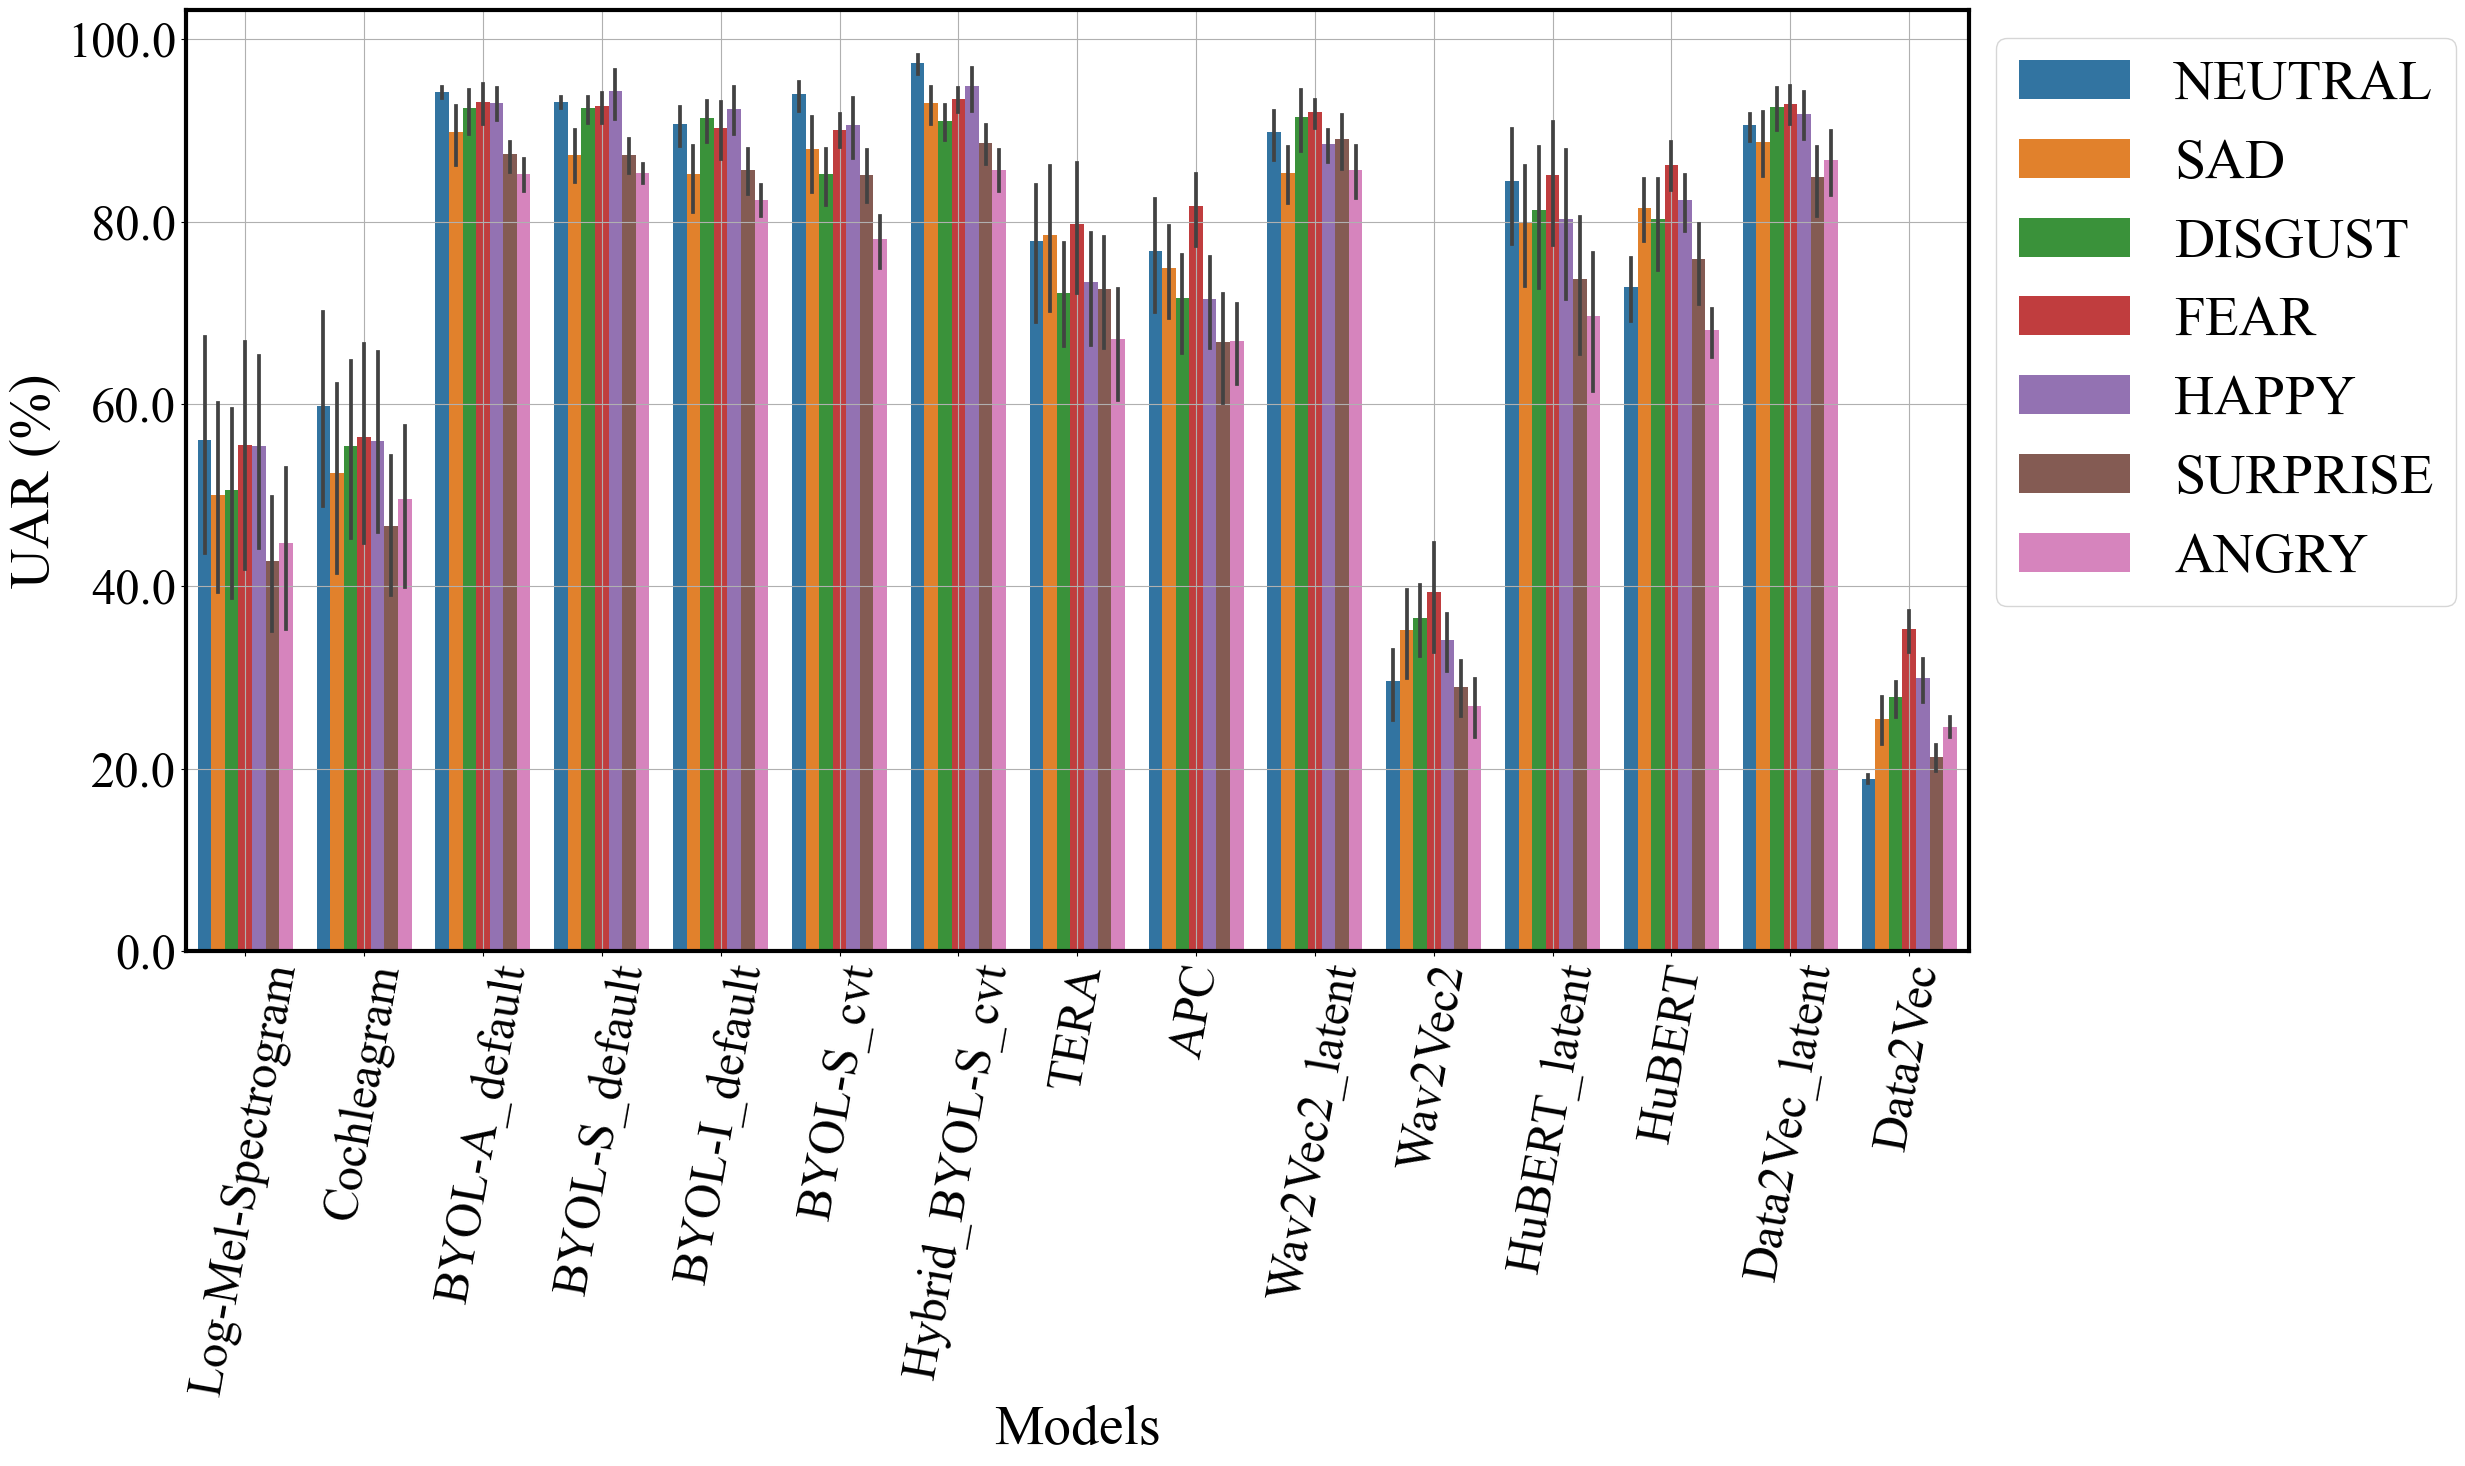 100.0
80.0
60.0
40.0
20.0
0.0
UAR (%)
Log-Mel-Spectrogram
Cochleagram
BYOL-A_default
BYOL-S_default
BYOL-I_default
BYOL-S_cvt
Hybrid_BYOL-S_cvt
TERA
APC
Wav2Vec2_latent
Wav2Vec2
HuBERT_latent
HuBERT
Data2Vec_latent
Data2Vec
Models
NEUTRAL
SAD
DISGUST
FEAR
HAPPY
SURPRISE
ANGRY